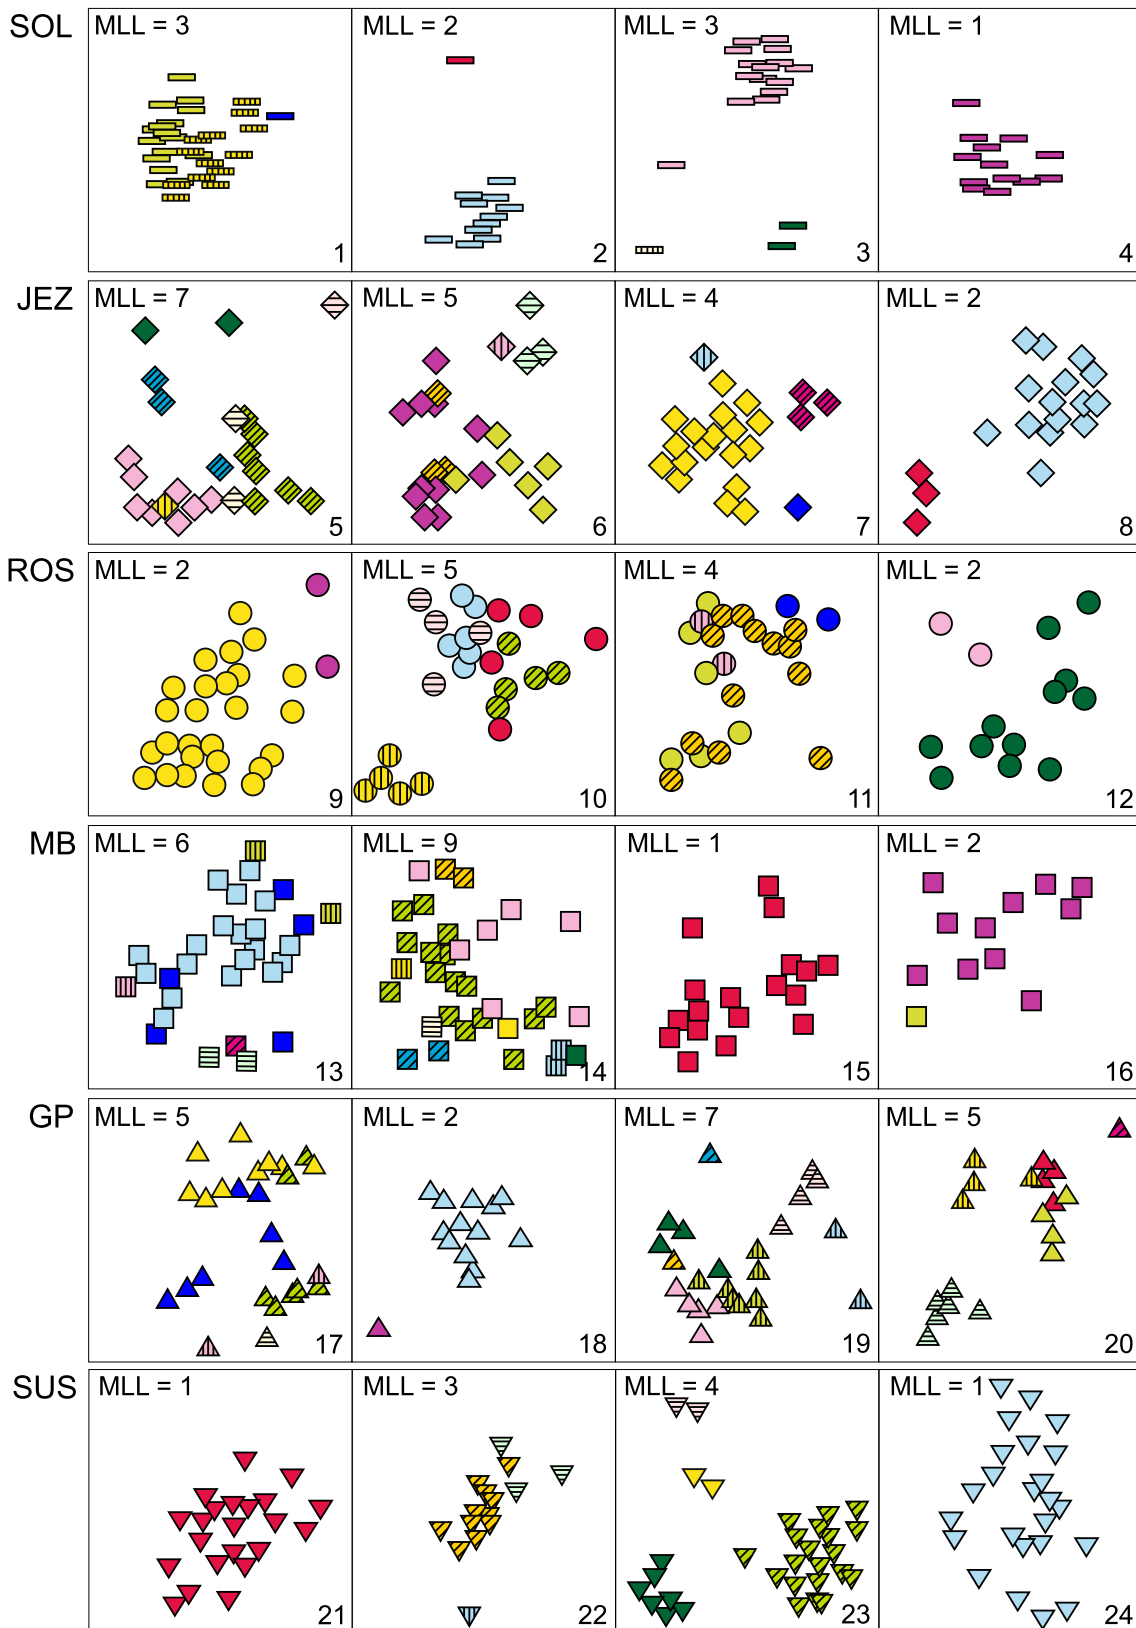 SOL MLL = 3 MLL = 2 MLL = 3 MLL = 1
1 2 3 4
JEZ MLL = 7 MLL = 5 MLL = 4 MLL = 2
5 6 7 8
ROS MLL = 2 MLL = 5 MLL = 4 MLL = 2
9 10 11 12
MB MLL = 6 MLL = 9 MLL = 1 MLL = 2
13 14 15 16
GP MLL = 5 MLL = 2 MLL = 7 MLL = 5
17 18 19 20
SUS MLL = 1 MLL = 3 MLL = 4 MLL = 1
21 22 23 24